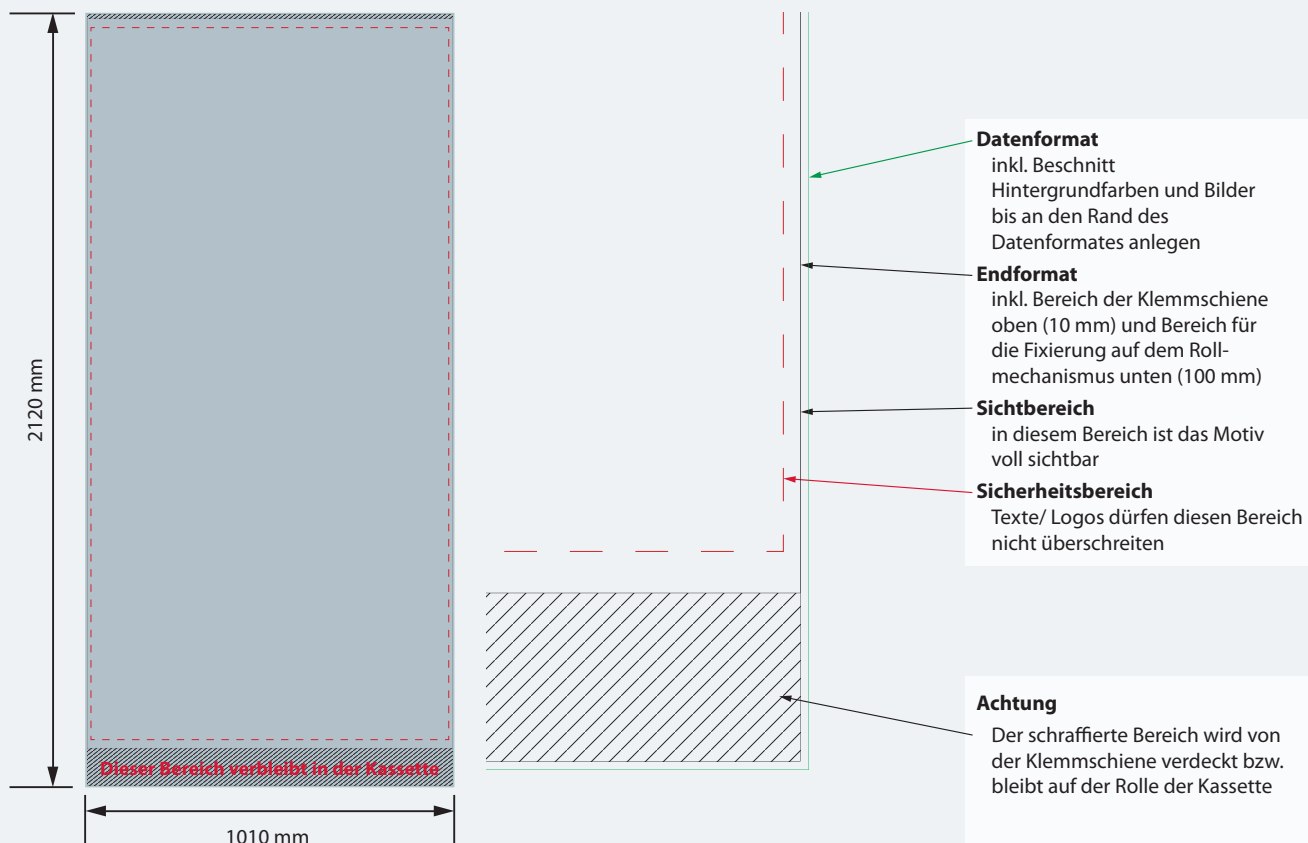 2120 mm
Dieser Bereich verbleibt in der Kassette
1010 mm
Datenformat
inkl. Beschnitt
Hintergrundfarben und Bilder
bis an den Rand des
Datenformates anlegen
Endformat
inkl. Bereich der Klemmschiene
oben (10 mm) und Bereich für
die Fixierung auf dem Roll-
mechanismus unten (100 mm)
Sichtbereich
in diesem Bereich ist das Motiv
voll sichtbar
Sicherheitsbereich
Texte/ Logos dürfen diesen Bereich
nicht überschreiten
Achtung
Der schraffierte Bereich wird von
der Klemmschiene verdeckt bzw.
bleibt auf der Rolle der Kassette